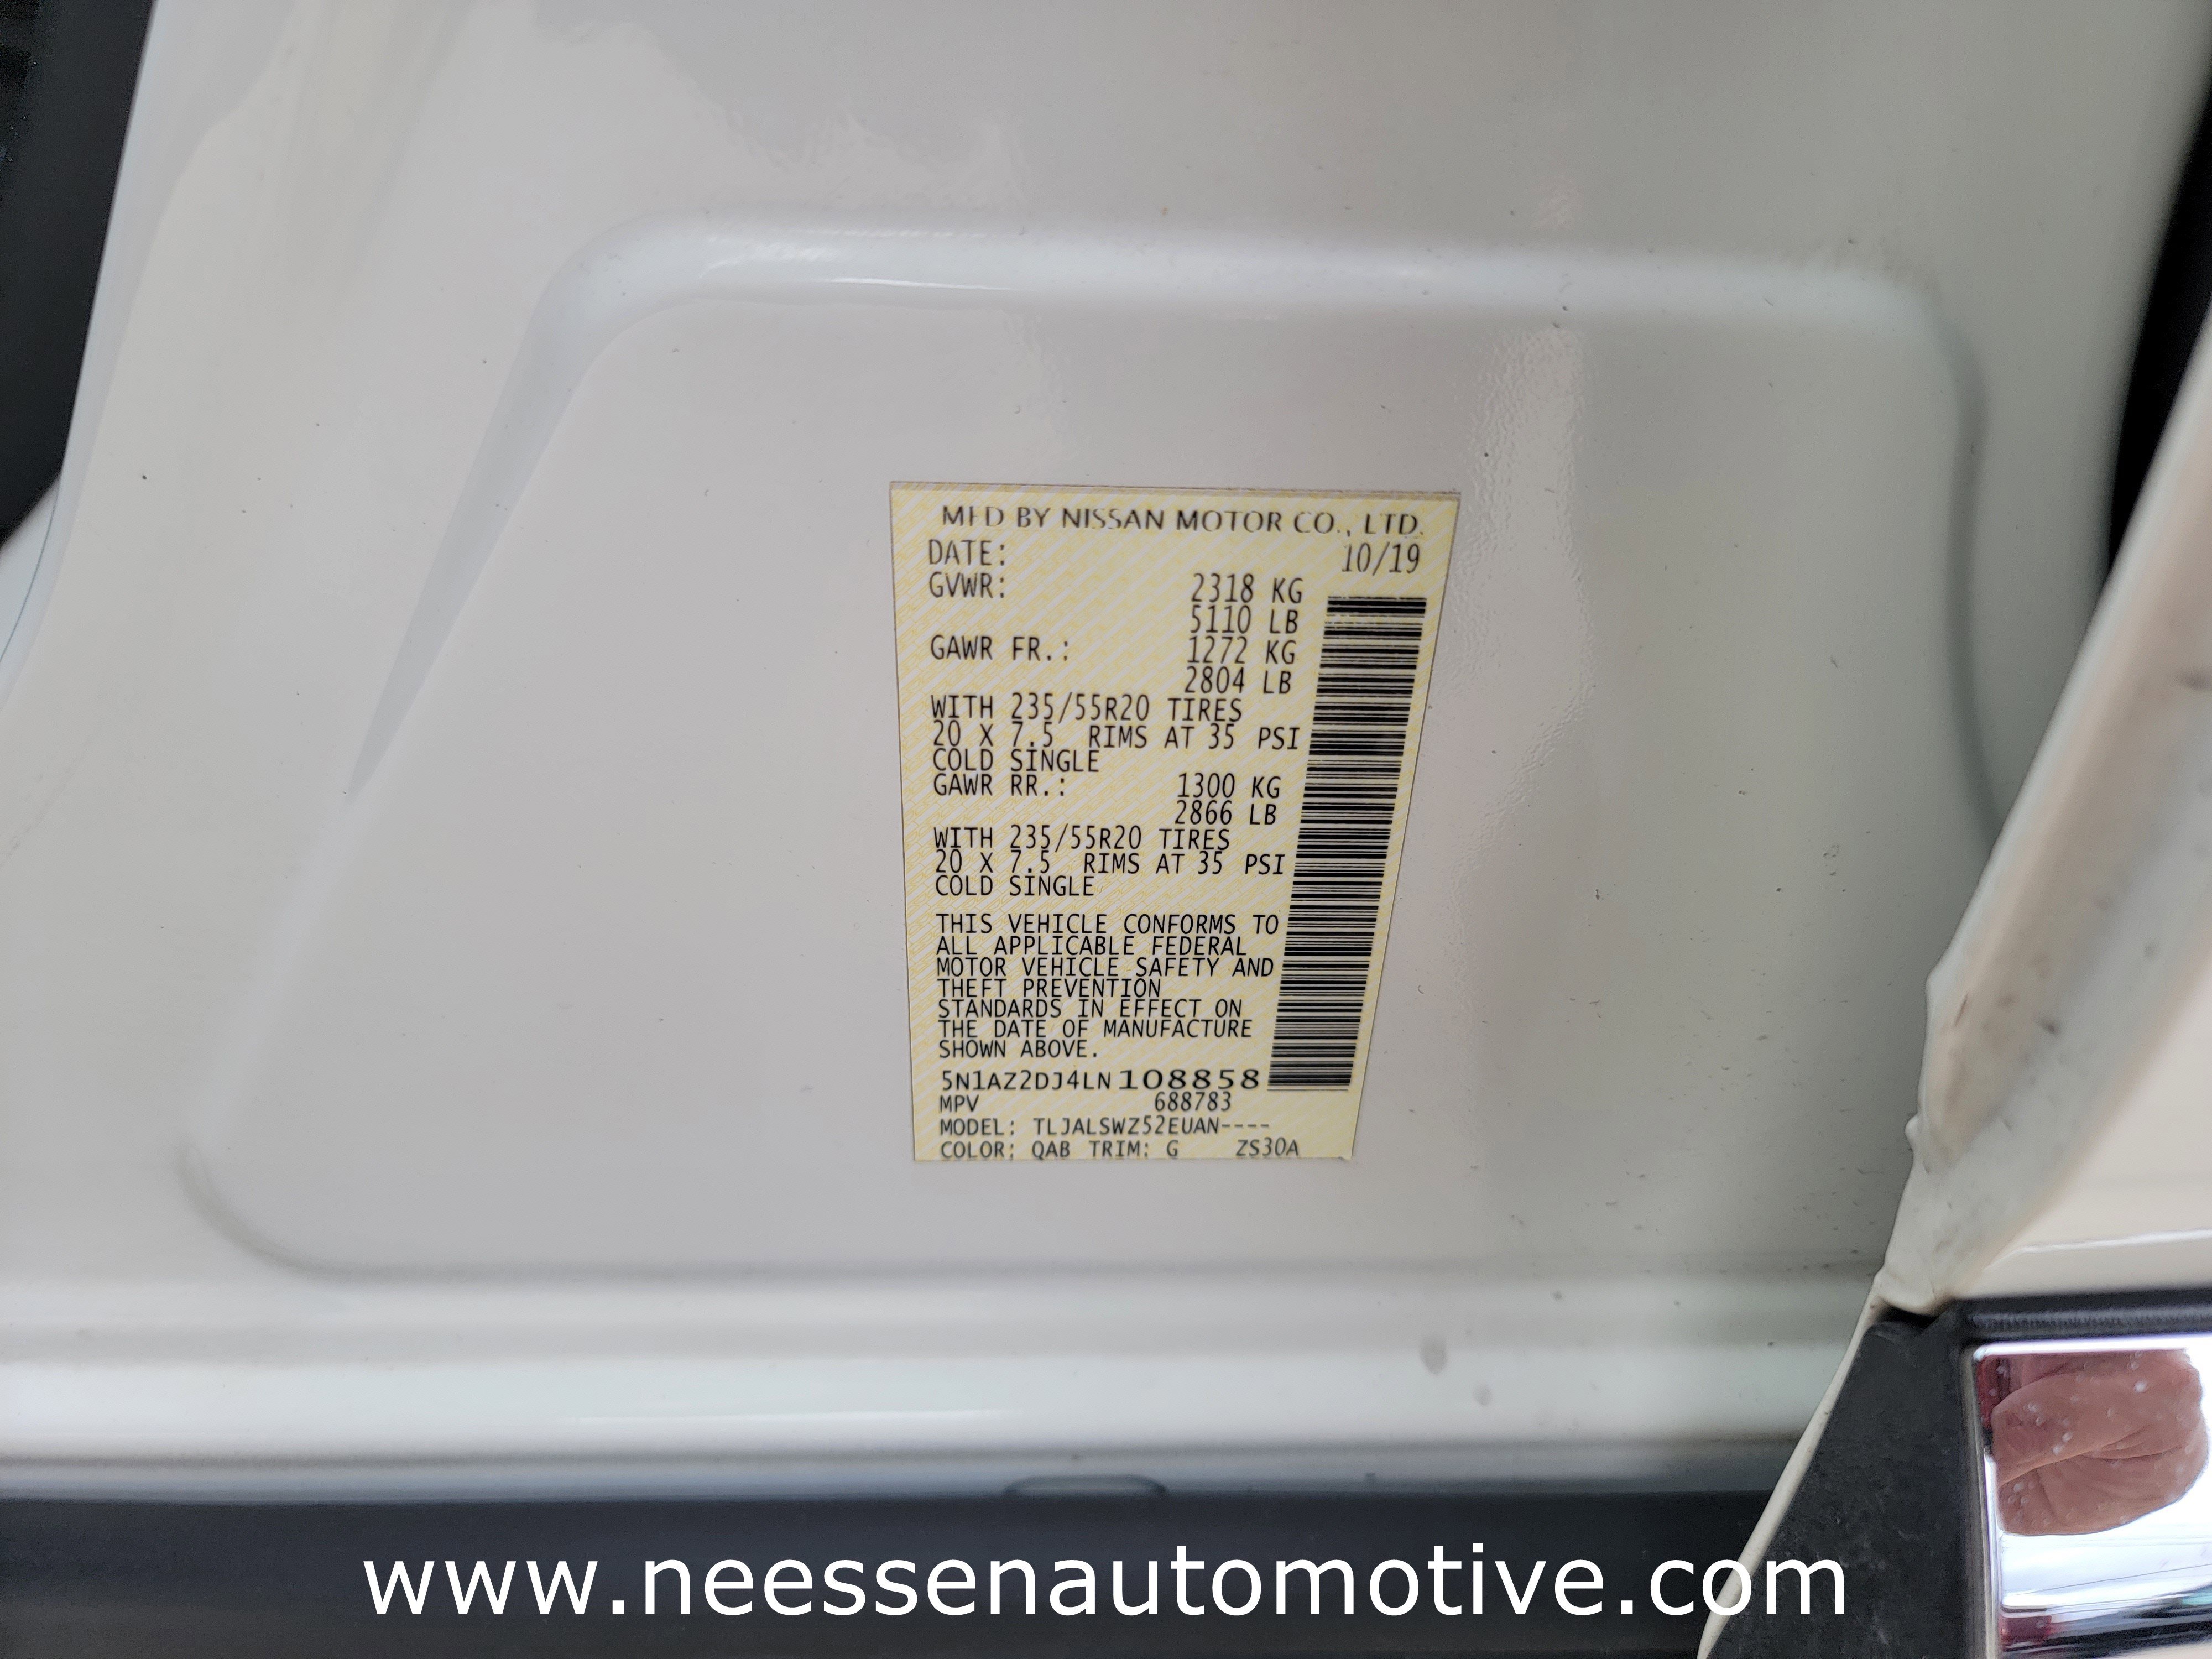 MFD BY NISSAN MOTOR CO., LTD.
DATE: 10/19
GVWR: 2318 KG
5110 LB
GAWR FR.: 1272 KG
2804 LB
WITH 235/55R20 TIRES
20 X 7.5 RIMS AT 35 PSI
COLD SINGLE
GAWR RR.: 1300 KG
2866 LB
WITH 235/55R20 TIRES
20 X 7.5 RIMS AT 35 PSI
COLD SINGLE
THIS VEHICLE CONFORMS TO
ALL APPLICABLE FEDERAL
MOTOR VEHICLE SAFETY AND
THEFT PREVENTION
STANDARDS IN EFFECT ON
THE DATE OF MANUFACTURE
SHOWN ABOVE.
5N1AZ2DJ4LN108858
MPV 688783
MODEL: TLJALSWZ52EUAN----
COLOR: QAB TRIM: G ZS30A
www.neessenautomotive.com